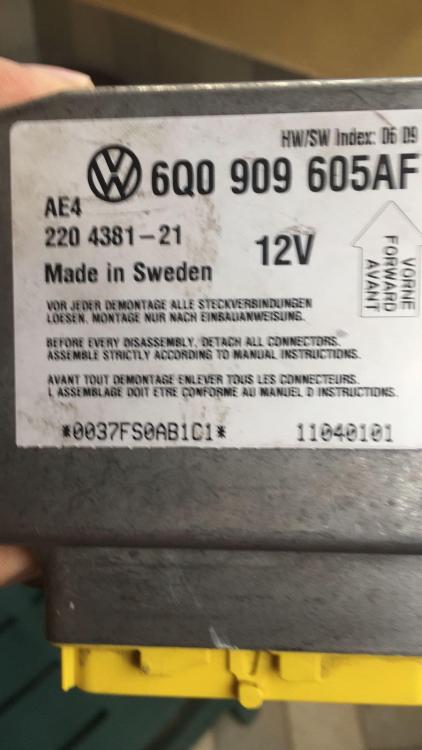 HW/SW Index: 06 09
6Q0 909 605AF
AE4
220 4381-21
12V
Made in Sweden
VORNE
FORWARD
AVANT
VOR JEDER DEMONTAGE ALLE STECKVERBINDUNGEN
LOESEN. MONTAGE NUR NACH EINBAUANWEISUNG.
BEFORE EVERY DISASSEMBLY, DETACH ALL CONNECTORS.
ASSEMBLE STRICTLY ACCORDING TO MANUAL INSTRUCTIONS.
AVANT TOUT DEMONTAGE ENLEVER TOUS LES CONNECTEURS.
L ASSEMBLAGE DOIT ETRE CONFORME AU MANUEL D INSTRUCTIONS.
*0037FS0AB1C1* 11040101